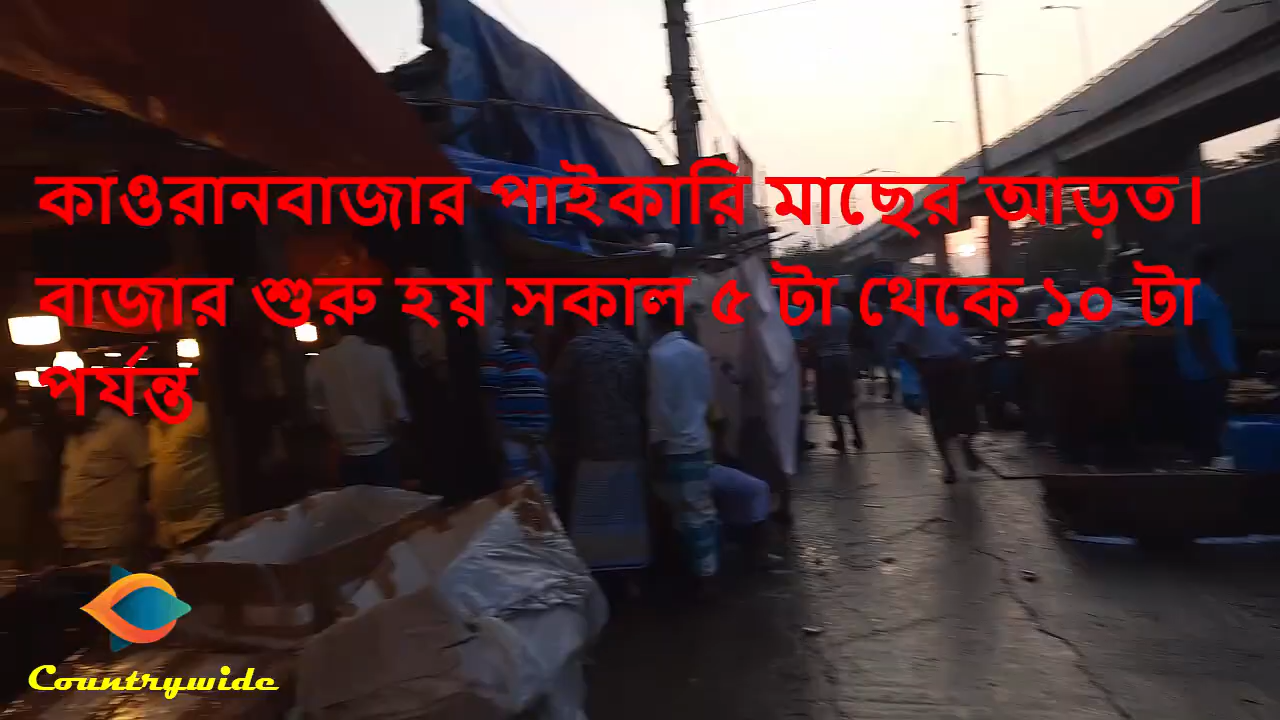 কাওরানবাজার পাইকারি মাছের আড়ত।
বাজার শুরু হয় সকাল ৫ টা থেকে ১০ টা
পর্যন্ত
Countrywide